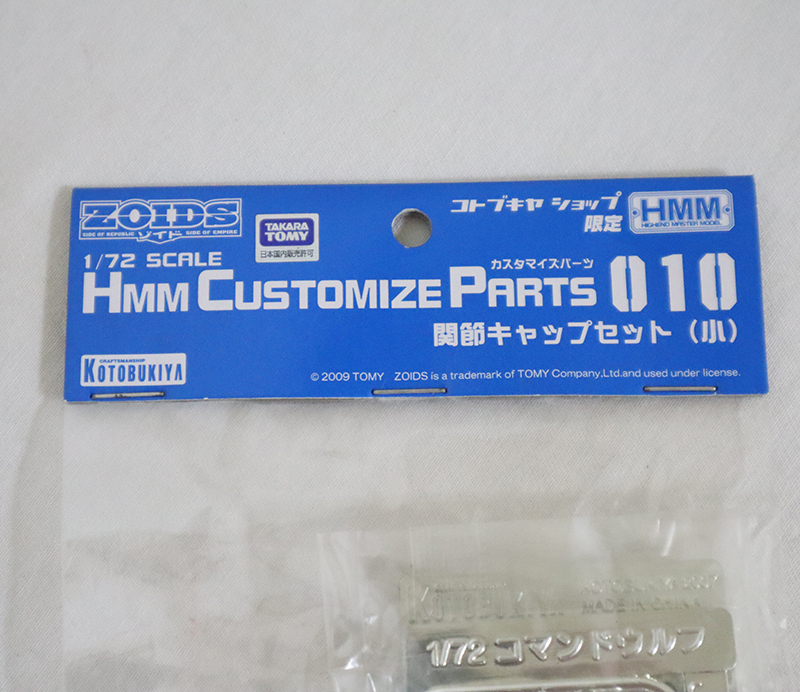 ZOIDS
SIDE OF REPUBLIC ゾイド SIDE OF EMPIRE
TAKARA
TOMY
日本国内販売許可
コトブキヤ ショップ
限定
HMM
HIGHEND MASTER MODEL
1/72 SCALE
カスタマイズパーツ
HMM CUSTOMIZE PARTS 010
関節キャップセット(小)
CRAFTSMANSHIP
KOTOBUKIYA
© 2009 TOMY ZOIDS is a trademark of TOMY Company,Ltd.and used under license.
KOTOBUKIYA
1/72 コマンドウルフ